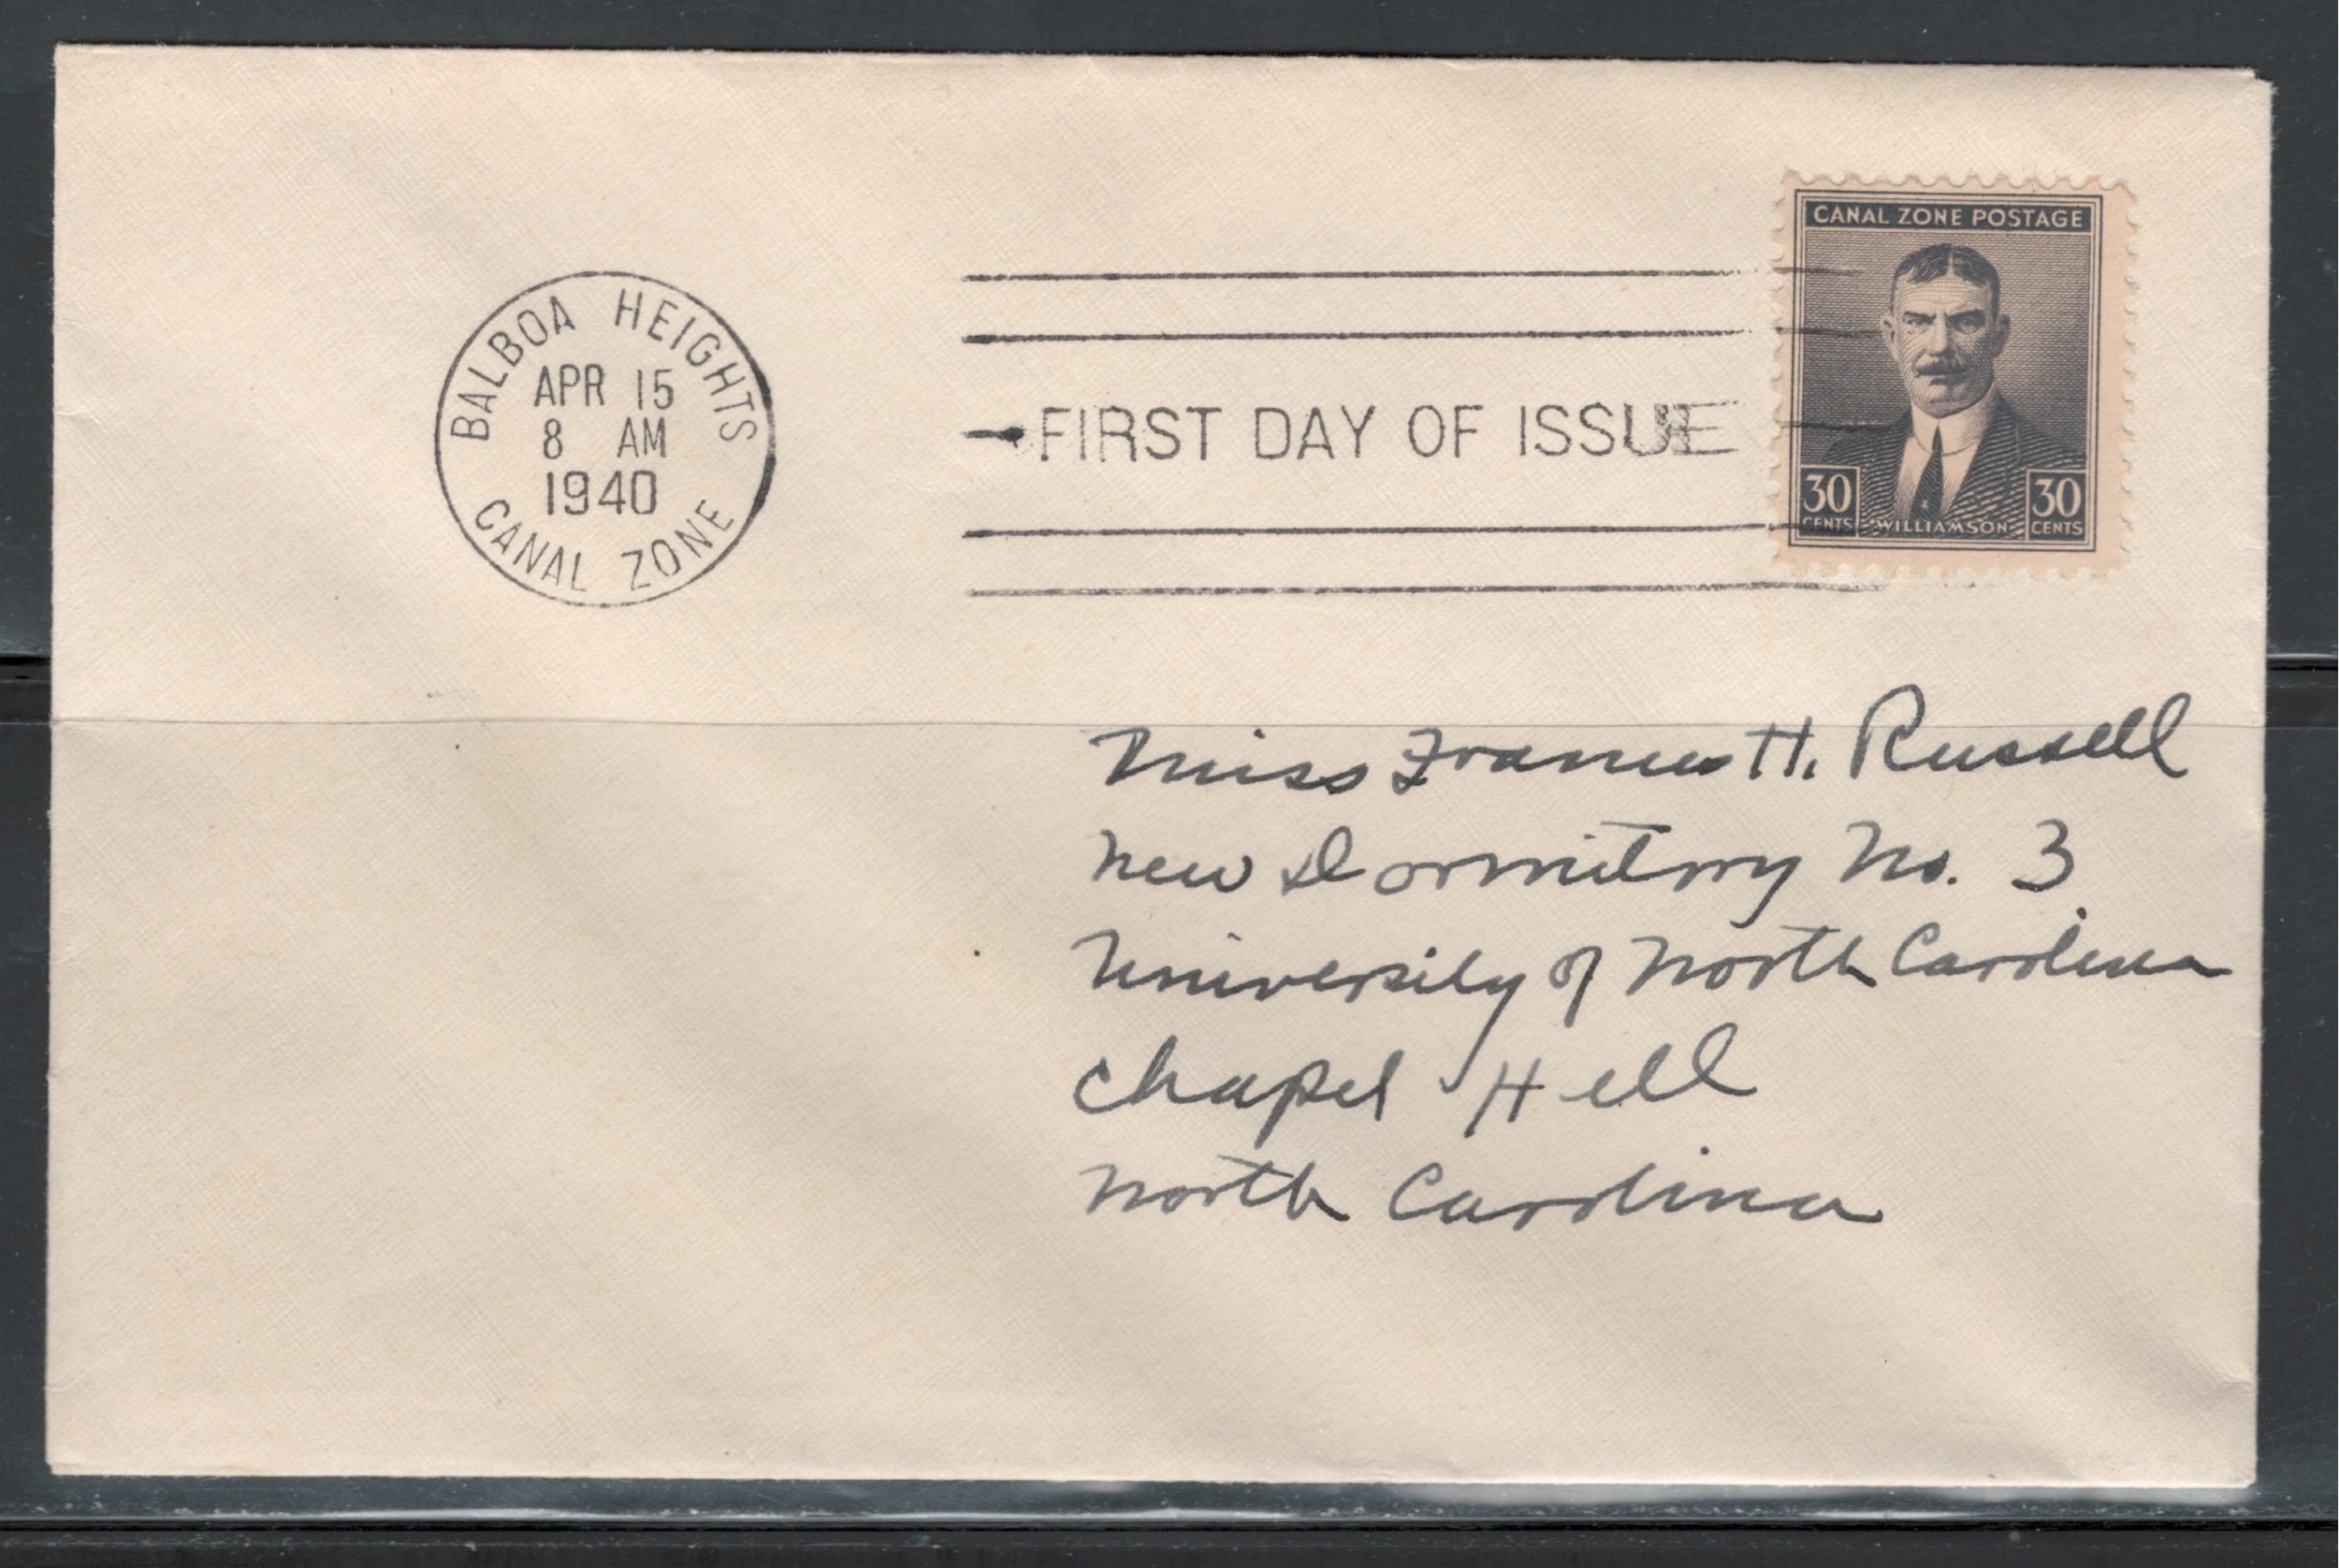 BALBOA HEIGHTS
APR 15
8 AM
1940
CANAL ZONE
FIRST DAY OF ISSUE
CANAL ZONE POSTAGE
30 CENTS WILLIAMSON 30 CENTS
Miss Frances H. Russell
New Dormitory No. 3
University of North Carolina
Chapel Hill
North Carolina